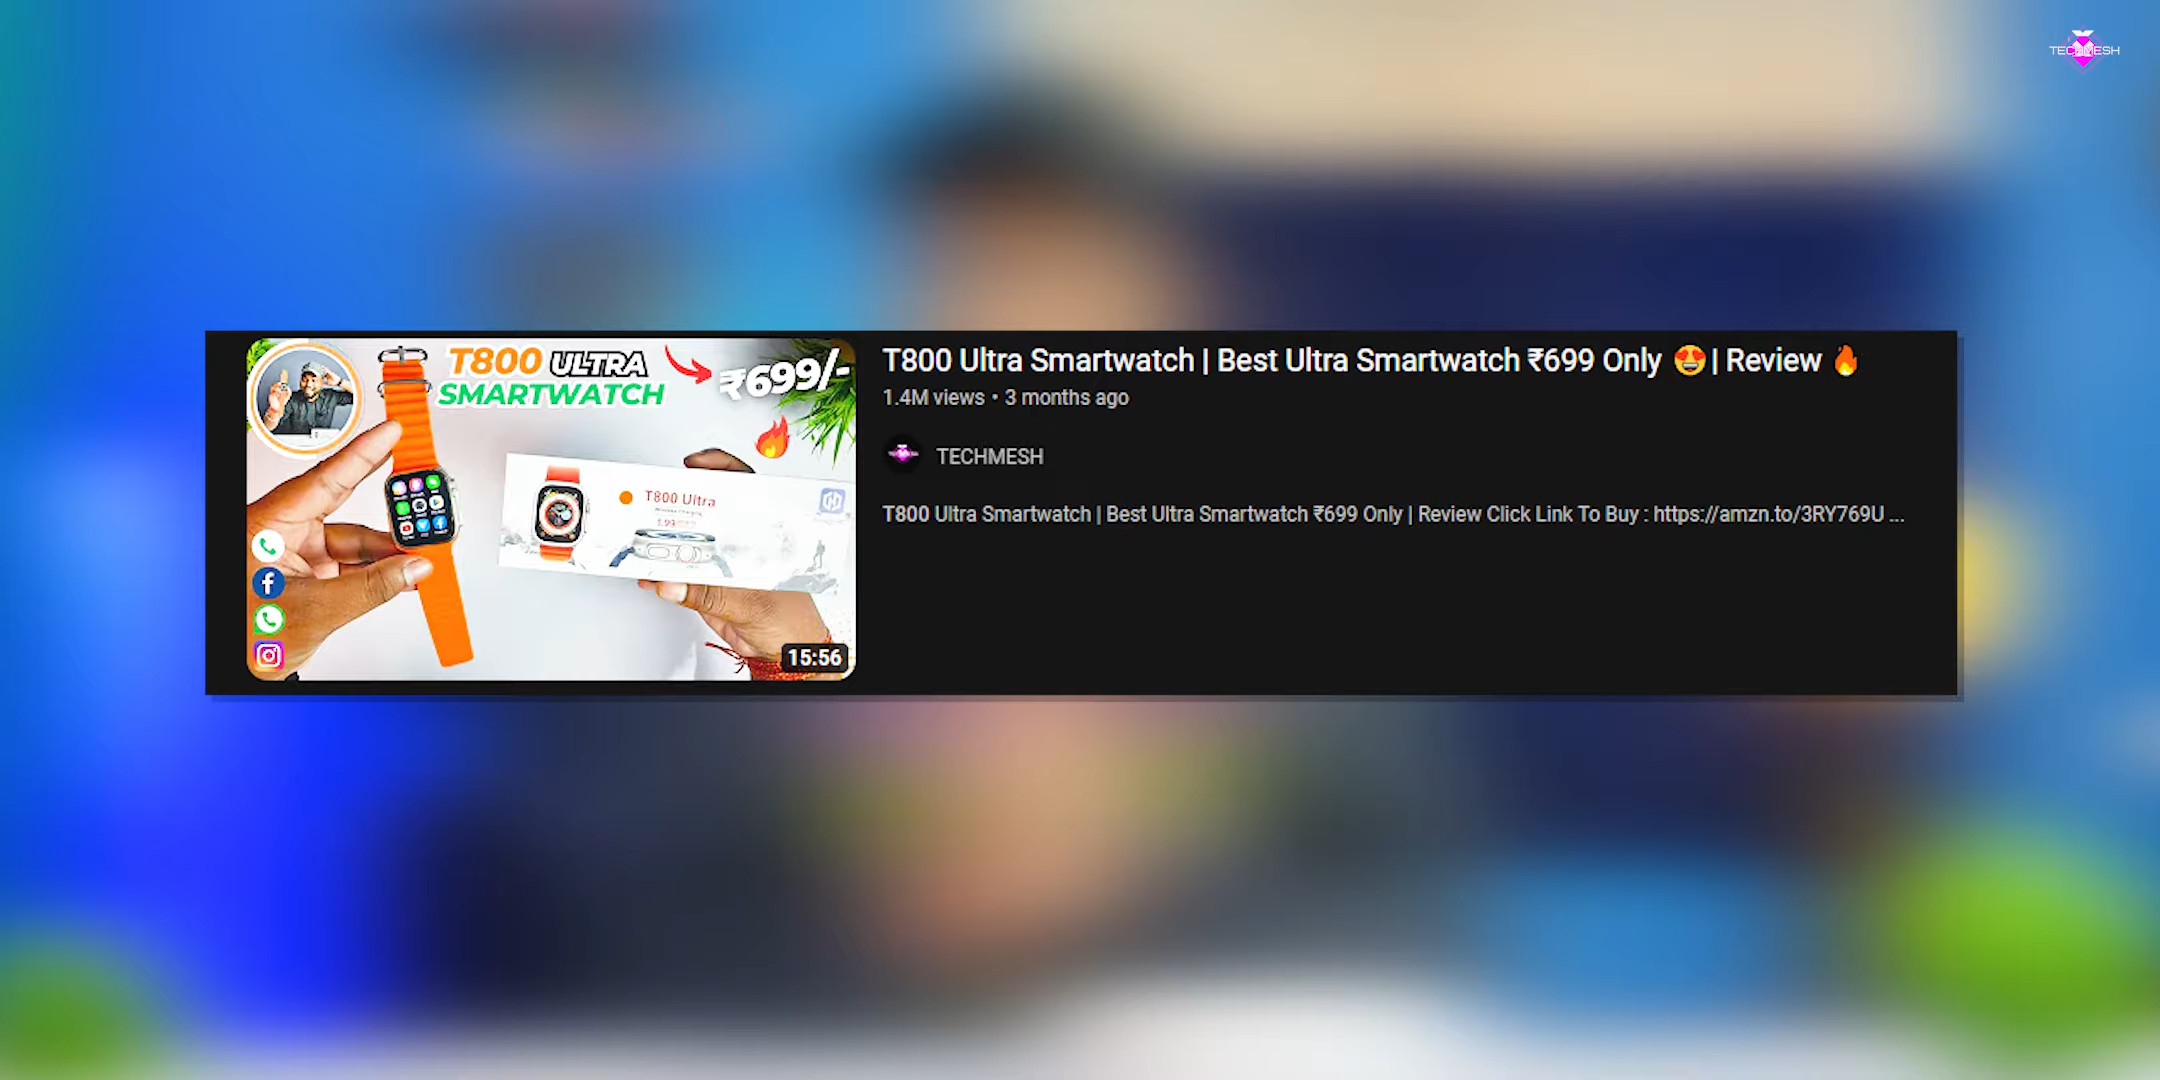 TECHMESH
T800 ULTRA
SMARTWATCH
₹699/-
T800 Ultra
15:56
T800 Ultra Smartwatch | Best Ultra Smartwatch ₹699 Only 😍 | Review 🔥
1.4M views • 3 months ago
TECHMESH
T800 Ultra Smartwatch | Best Ultra Smartwatch ₹699 Only | Review Click Link To Buy : https://amzn.to/3RY769U ...